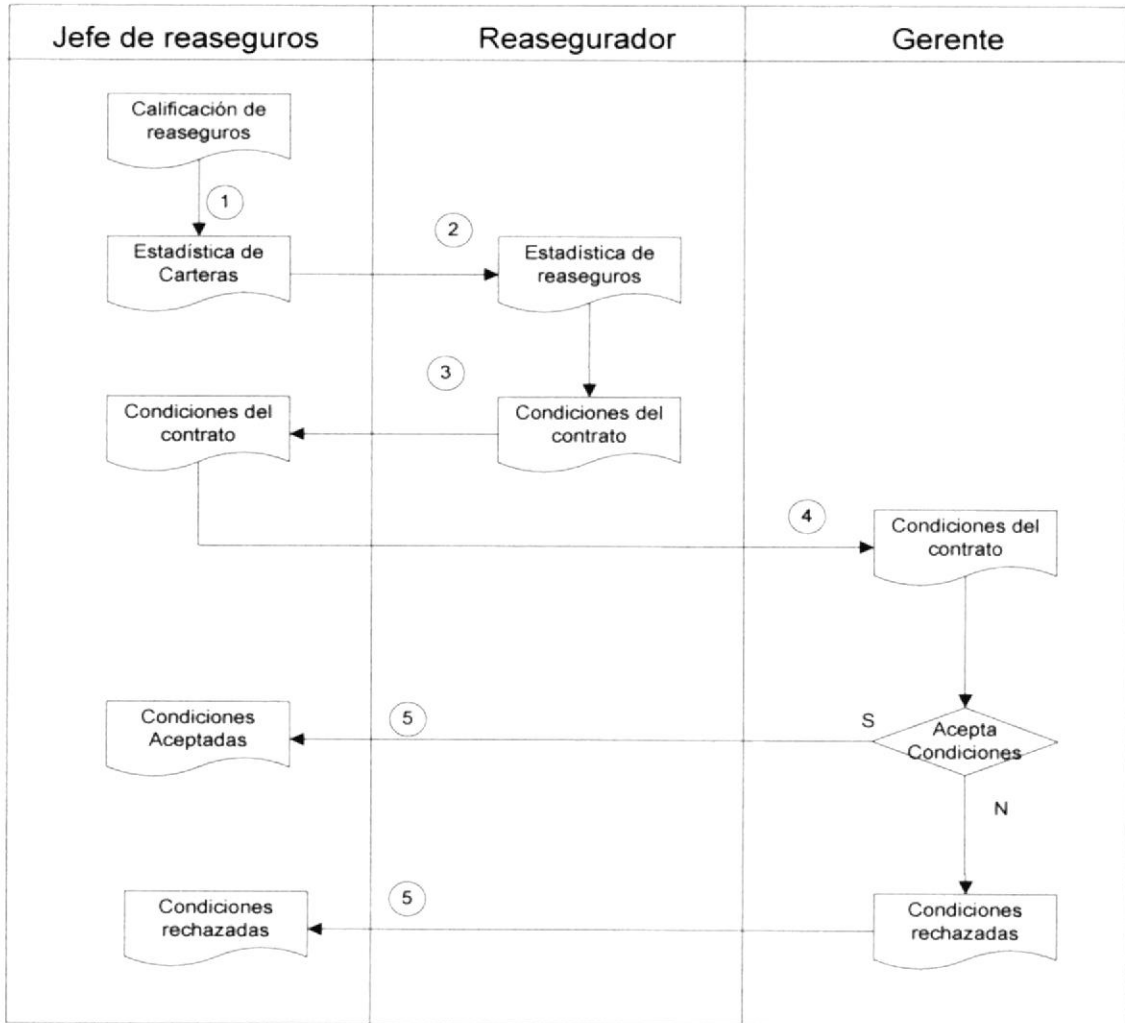 Jefe de reaseguros
Reasegurador
Gerente
Calificación de
reaseguros
1
Estadística de
Carteras
2
Estadística de
reaseguros
3
Condiciones del
contrato
Condiciones del
contrato
4
Condiciones del
contrato
Condiciones
Aceptadas
5
S
Acepta
Condiciones
N
Condiciones
rechazadas
5
Condiciones
rechazadas